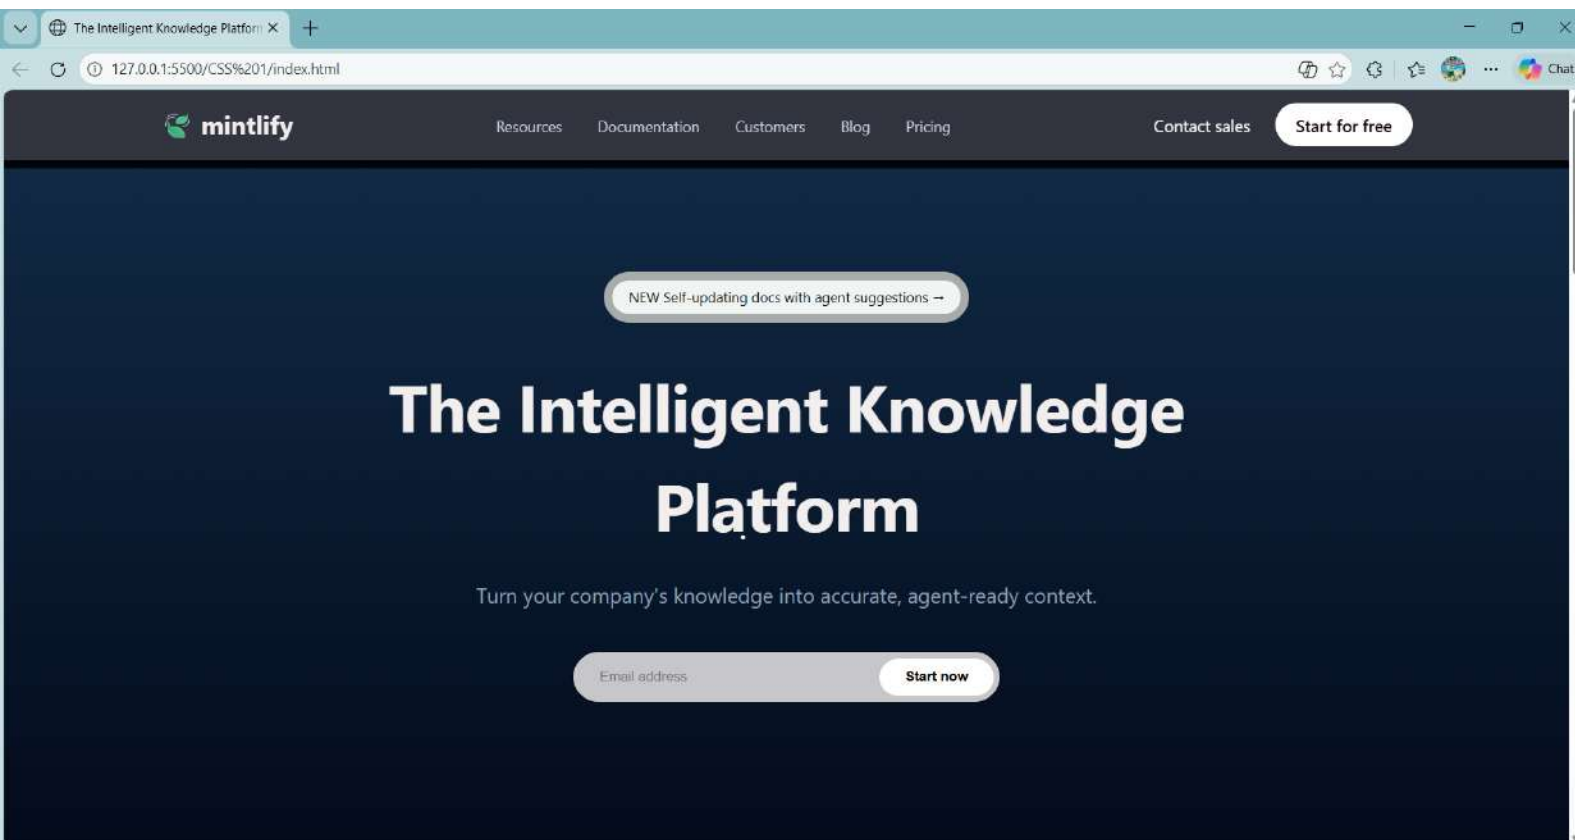 The Intelligent Knowledge Platform
127.0.0.1:5500/CSS%201/index.html
Chat
mintlify
Resources Documentation Customers Blog Pricing
Contact sales Start for free
NEW Self-updating docs with agent suggestions →
The Intelligent Knowledge
Platform
Turn your company's knowledge into accurate, agent-ready context.
Email address Start now